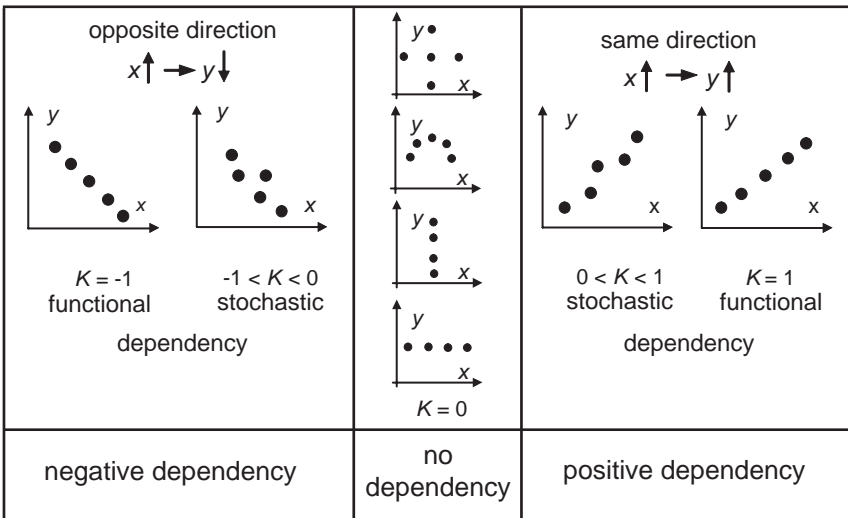 opposite direction
x → y
y
x
y
x
K = -1
functional
-1 < K < 0
stochastic
dependency
y
x
y
x
y
x
y
x
K = 0
same direction
x → y
y
x
y
x
0 < K < 1
stochastic
K = 1
functional
dependency
negative dependency
no
dependency
positive dependency